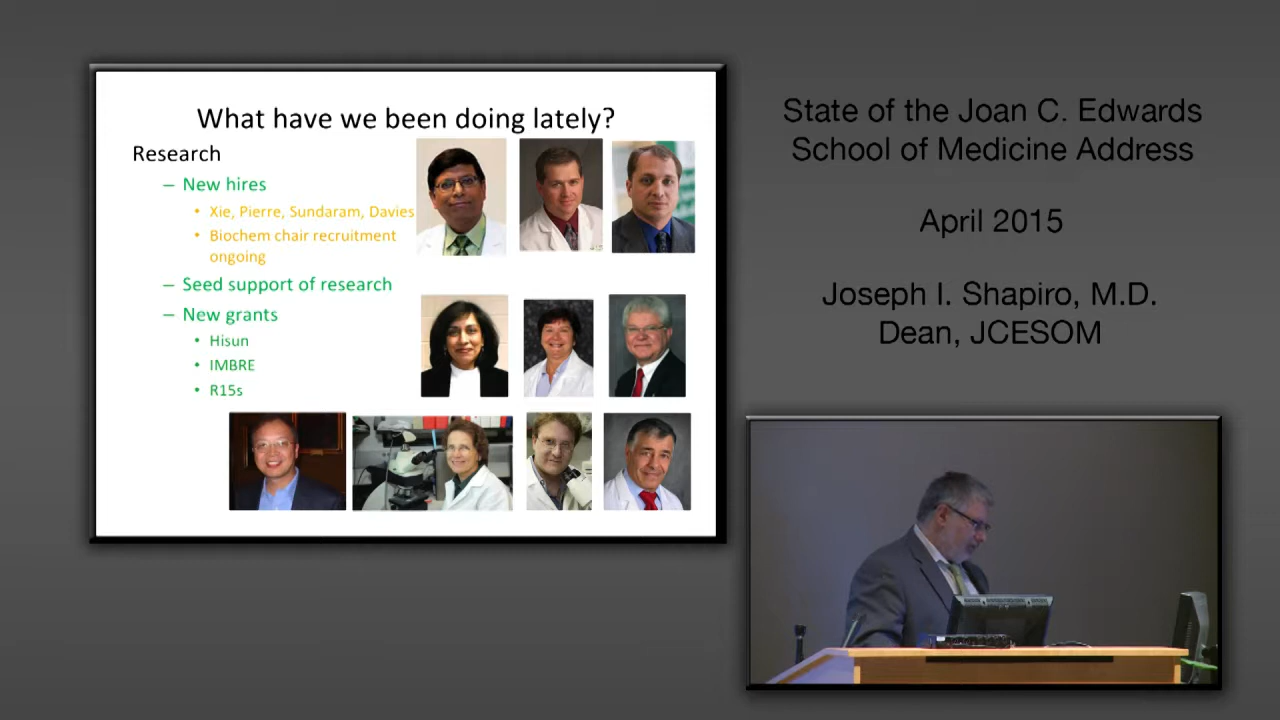 What have we been doing lately?
Research
– New hires
• Xie, Pierre, Sundaram, Davies
• Biochem chair recruitment
ongoing
– Seed support of research
– New grants
• Hisun
• IMBRE
• R15s
State of the Joan C. Edwards
School of Medicine Address
April 2015
Joseph I. Shapiro, M.D.
Dean, JCESOM